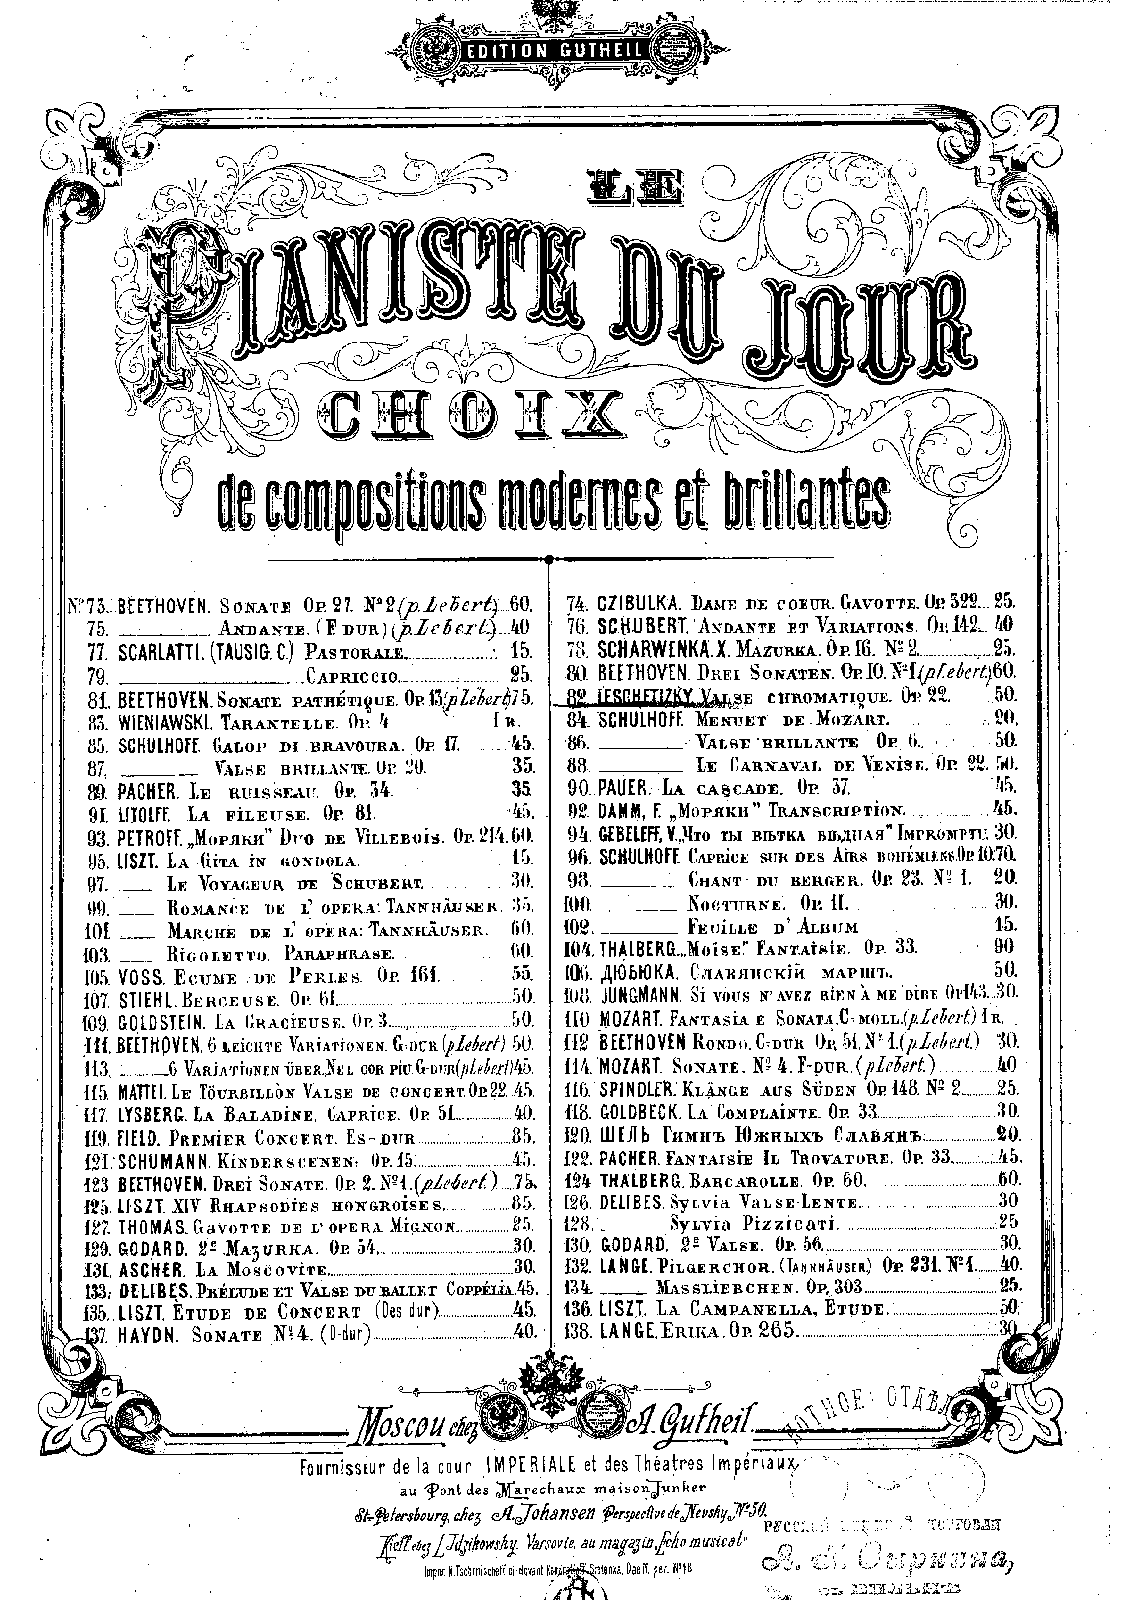 EDITION GUTHEIL
LE
PIANISTE DU JOUR
CHOIX
de compositions modernes et brillantes
Nº 73. BEETHOVEN. SONATE OP. 27. Nº 2 (p. Lebert) 60.
75. ANDANTE. (F DUR) (p. Lebert.) 40
77. SCARLATTI. (TAUSIG. C.) PASTORALE 15.
79. CAPRICCIO 25.
81. BEETHOVEN. SONATE PATHÉTIQUE. OP. 13. (p. Lebert) 75.
83. WIENIAWSKI. TARANTELLE. OP. 4 1 R.
85. SCHULHOFF. GALOP DI BRAVOURA. OP. 17. 45.
87. VALSE BRILLANTE. OP. 20. 35.
89. PACHER. LE RUISSEAU. OP. 34. 35.
91. LITOLFF. LA FILEUSE. OP. 81. 45.
93. PETROFF. „Моряки" DUO DE VILLEBOIS. OP. 214. 60.
95. LISZT. LA GITA IN GONDOLA. 15.
97. LE VOYAGEUR DE SCHUBERT. 30.
99. ROMANCE DE L'OPERA: TANNHÄUSER. 35.
101. MARCHE DE L'OPERA: TANNHÄUSER. 60.
103. RIGOLETTO. PARAPHRASE. 60.
105. VOSS. ECUME DE PERLES. OP. 161. 55.
107. STIEHL. BERCEUSE. OP. 61. 50.
109. GOLDSTEIN. LA GRACIEUSE. OP. 3. 50.
111. BEETHOVEN. 6 LEICHTE VARIATIONEN. G-DUR (p Lebert) 50.
113. 6 VARIATIONEN ÜBER NEL COR PIU. G-DUR (p Lebert) 45.
115. MATTEI. LE TÖURBILLÒN VALSE DE CONCERT. OP. 22. 45.
117. LYSBERG. LA BALADINE, CAPRICE. OP. 51. 40.
119. FIELD. PREMIER CONCERT. ES-DUR 85.
121. SCHUMANN. KINDERSCENEN: OP. 15. 45.
123 BEETHOVEN. DREI SONATE. OP. 2. Nº 1. (p Lebert.) 75.
125. LISZT. XIV RHAPSODIES HONGROISES. 85.
127. THOMAS. GAVOTTE DE L'OPERA MIGNON. 25.
129. GODARD. 2e MAZURKA. OP. 54. 30.
131. ASCHER. LA MOSCOVITE. 30.
133. DELIBES. PRÉLUDE ET VALSE DU BALLET COPPÉLIA. 45.
135. LISZT. ETUDE DE CONCERT (Des dur). 45.
137. HAYDN. SONATE Nº 4. (D-dur) 40.
74. CZIBULKA. DAME DE COEUR. GAVOTTE. OP. 322. 25.
76. SCHUBERT. ANDANTE ET VARIATIONS. OP. 142. 40
78. SCHARWENKA. X. MAZURKA. OP. 16. Nº 2. 25.
80. BEETHOVEN. DREI SONATEN. OP. 10. Nº 1. (p Lebert) 60.
82. LESCHETIZKY. VALSE CHROMATIQUE. OP. 22. 50.
84. SCHULHOFF. MENUET DE MOZART. 20.
86. VALSE BRILLANTE OP. 6. 50.
88. LE CARNAVAL DE VENISE. OP. 22. 50.
90. PAUER. LA CASCADE. OP. 37. 45.
92. DAMM, F. „Моряки" TRANSCRIPTION. 45.
94. GEBELEFF, V. „Что ты вѣтка бѣдная" IMPROMPTU. 30.
96. SCHULHOFF. CAPRICE SUR DES AIRS BOHÉMIENS. OP. 10. 70.
98. CHANT DU BERGER. OP. 23. Nº 1. 20.
100. NOCTURNE. OP. 11. 30.
102. FEUILLE D'ALBUM 15.
104. THALBERG. „MOÏSE." FANTAISIE. OP. 33. 90
106. ДЮБЮКА. СЛАВЯНСКІЙ МАРШЪ. 50.
108. JUNGMANN. SI VOUS N'AVEZ RIEN À ME DIRE OP. 143. 30.
110 MOZART. FANTASIA E SONATA. C-MOLL. (p Lebert.) 1 R.
112 BEETHOVEN RONDO. C-DUR OP. 51. Nº 1. (p Lebert.) 30.
114. MOZART. SONATE. Nº 4. F-DUR. (p Lebert.) 40
116. SPINDLER. KLÄNGE AUS SÜDEN OP. 148. Nº 2. 25.
118. GOLDBECK. LA COMPLAINTE. OP. 33. 30.
120. ШЕЛЬ ГИМНЪ ЮЖНЫХЪ СЛАВЯНЪ. 20.
122. PACHER. FANTAISIE IL TROVATORE. OP. 33. 45.
124 THALBERG. BARCAROLLE. OP. 60. 60.
126. DELIBES. SYLVIA VALSE-LENTE. 30
128. SYLVIA PIZZICATI. 25
130. GODARD. 2e VALSE. OP. 56. 30.
132. LANGE. PILGERCHOR. (TANNHÄUSER) OP. 231. Nº 1. 40.
134. MASSLIEBCHEN. OP. 303 25.
136. LISZT. LA CAMPANELLA, ETUDE. 50.
138. LANGE. ERIKA. OP. 265. 30.
Moscou chez A. Gutheil.
Fournisseur de la cour IMPERIALE et des Théatres Impériaux.
au Pont des Marechaux maison Junker
St-Petersbourg, chez A. Johansen Perspective de Nevsky, Nº 50.
Kieff chez L. Idzikowsky. Varsovie, au magazin „Echo musical"
НОТНОЕ ОТДѢЛ
ТОРГОВЛЯ